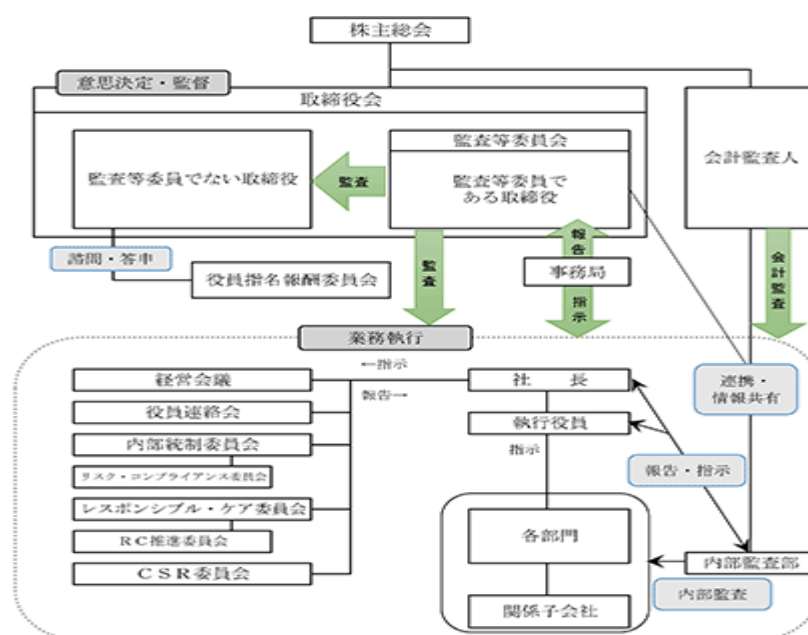 株主総会
意思決定・監督
取締役会
監査等委員会
監査等委員でない取締役
監査
監査等委員で
ある取締役
会計監査人
諮問・答申
役員指名報酬委員会
監査
報告
事務局
指示
会計監査
業務執行
←指示
報告→
経営会議
役員連絡会
内部統制委員会
リスク・コンプライアンス委員会
レスポンシブル・ケア委員会
RC推進委員会
CSR委員会
社　長
執行役員
指示
連携・
情報共有
報告・指示
各部門
関係子会社
内部監査部
内部監査